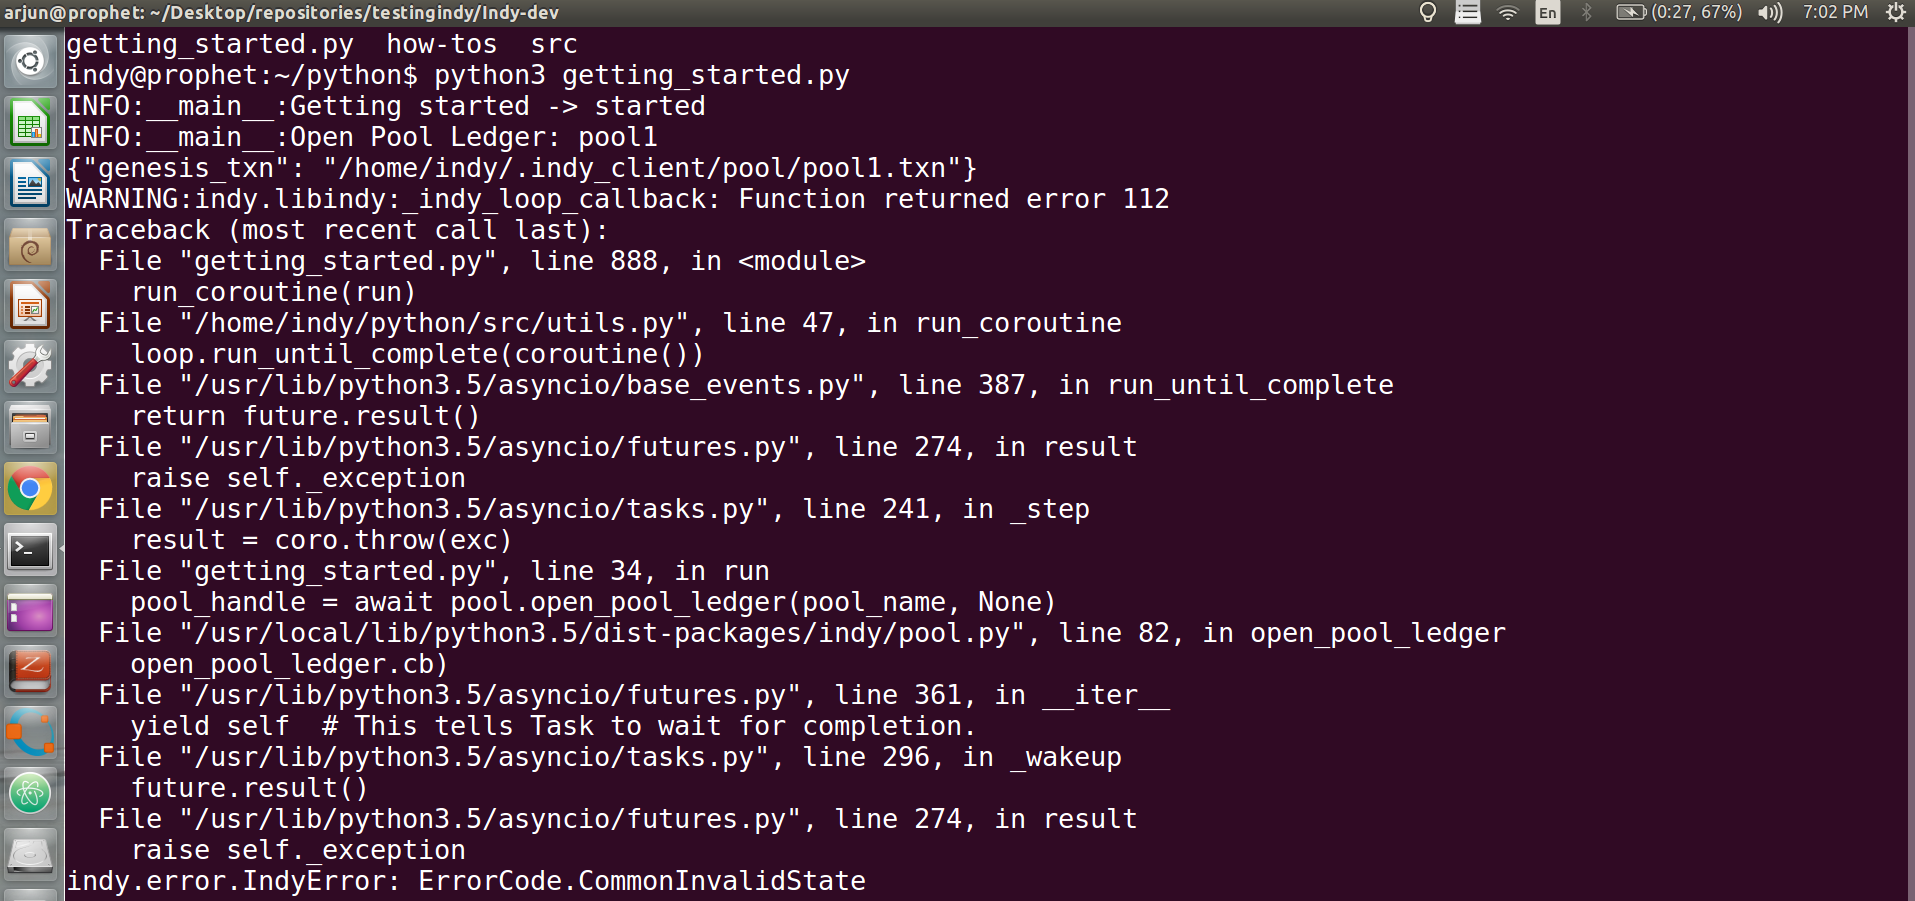 arjun@prophet: ~/Desktop/repositories/testingindy/Indy-dev
En (0:27, 67%) 7:02 PM
getting_started.py  how-tos  src
indy@prophet:~/python$ python3 getting_started.py
INFO:__main__:Getting started -> started
INFO:__main__:Open Pool Ledger: pool1
{"genesis_txn": "/home/indy/.indy_client/pool/pool1.txn"}
WARNING:indy.libindy:_indy_loop_callback: Function returned error 112
Traceback (most recent call last):
  File "getting_started.py", line 888, in <module>
    run_coroutine(run)
  File "/home/indy/python/src/utils.py", line 47, in run_coroutine
    loop.run_until_complete(coroutine())
  File "/usr/lib/python3.5/asyncio/base_events.py", line 387, in run_until_complete
    return future.result()
  File "/usr/lib/python3.5/asyncio/futures.py", line 274, in result
    raise self._exception
  File "/usr/lib/python3.5/asyncio/tasks.py", line 241, in _step
    result = coro.throw(exc)
  File "getting_started.py", line 34, in run
    pool_handle = await pool.open_pool_ledger(pool_name, None)
  File "/usr/local/lib/python3.5/dist-packages/indy/pool.py", line 82, in open_pool_ledger
    open_pool_ledger.cb)
  File "/usr/lib/python3.5/asyncio/futures.py", line 361, in __iter__
    yield self  # This tells Task to wait for completion.
  File "/usr/lib/python3.5/asyncio/tasks.py", line 296, in _wakeup
    future.result()
  File "/usr/lib/python3.5/asyncio/futures.py", line 274, in result
    raise self._exception
indy.error.IndyError: ErrorCode.CommonInvalidState